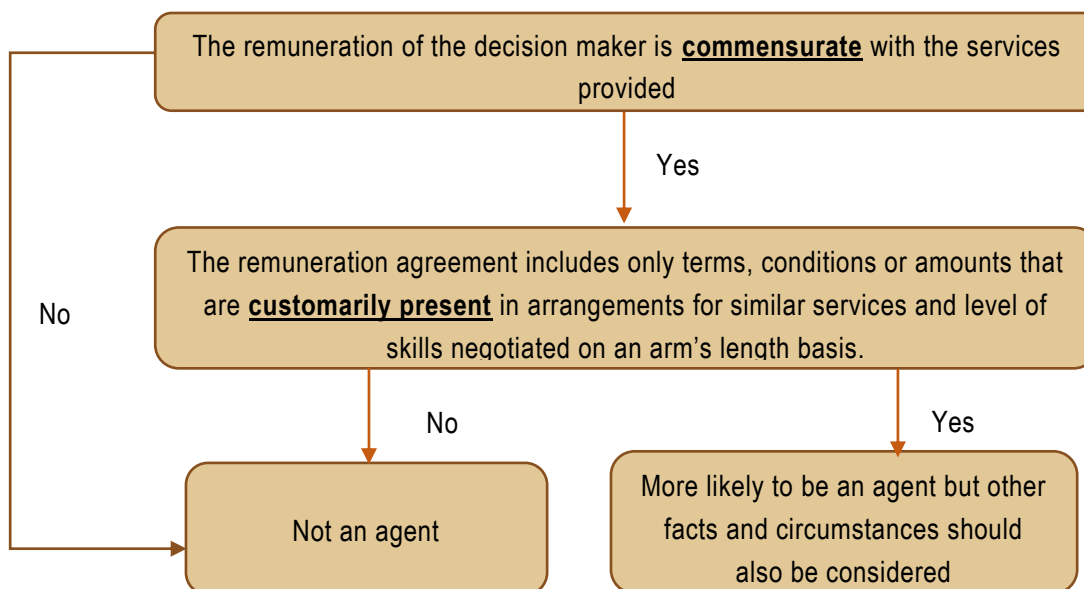 The remuneration of the decision maker is commensurate with the services
provided
Yes
The remuneration agreement includes only terms, conditions or amounts that
are customarily present in arrangements for similar services and level of
skills negotiated on an arm’s length basis.
No
No
Yes
Not an agent
More likely to be an agent but other
facts and circumstances should
also be considered